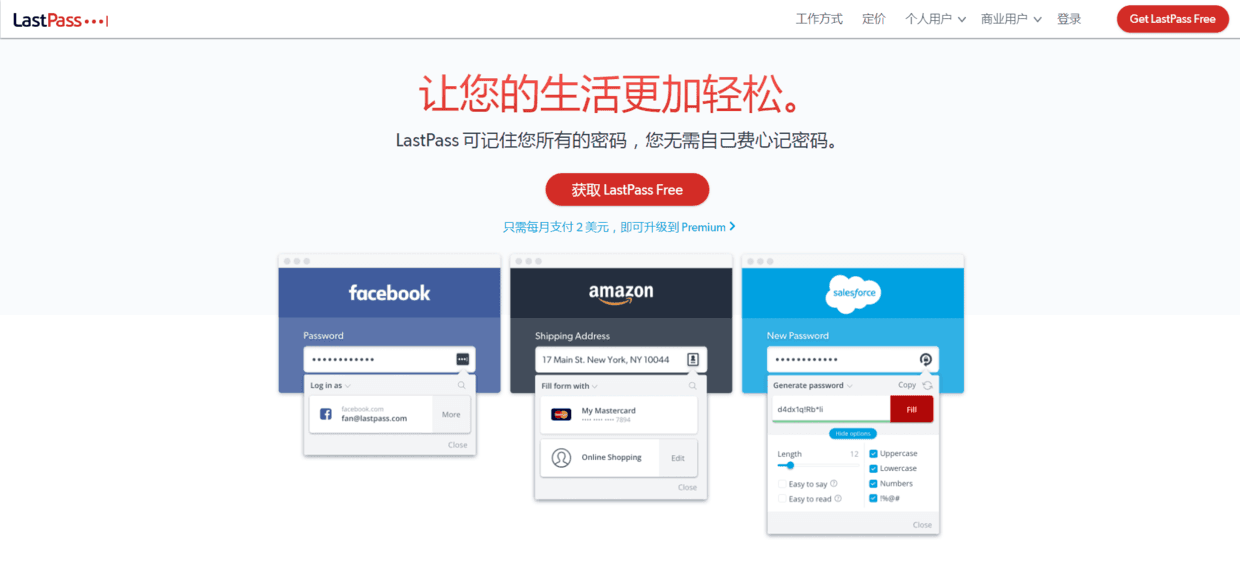 LastPass
工作方式 定价 个人用户 商业用户 登录 Get LastPass Free
让您的生活更加轻松。
LastPass 可记住您所有的密码，您无需自己费心记密码。
获取 LastPass Free
只需每月支付 2 美元，即可升级到 Premium
facebook
Password
Log in as
facebook.com
fan@lastpass.com
More
Close
amazon
Shipping Address
17 Main St. New York, NY 10044
Fill form with
My Mastercard
•••• •••• •••• 7894
Online Shopping
Edit
Close
salesforce
New Password
Generate password
Copy
d4dx1q!Rb*li
Fill
Hide options
Length 12
Easy to say
Easy to read
Uppercase
Lowercase
Numbers
!%@#
Close